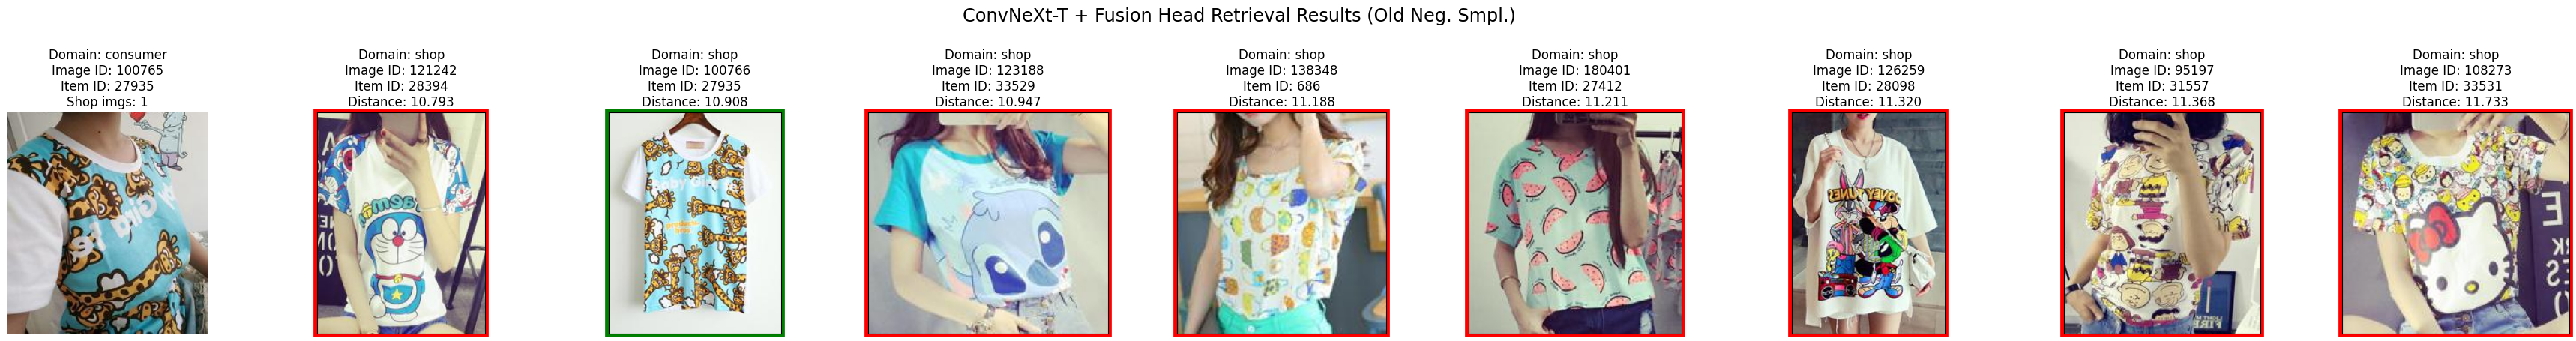 ConvNeXt-T + Fusion Head Retrieval Results (Old Neg. Smpl.)
Domain: consumer
Image ID: 100765
Item ID: 27935
Shop imgs: 1
Domain: shop
Image ID: 121242
Item ID: 28394
Distance: 10.793
Domain: shop
Image ID: 100766
Item ID: 27935
Distance: 10.908
Domain: shop
Image ID: 123188
Item ID: 33529
Distance: 10.947
Domain: shop
Image ID: 138348
Item ID: 686
Distance: 11.188
Domain: shop
Image ID: 180401
Item ID: 27412
Distance: 11.211
Domain: shop
Image ID: 126259
Item ID: 28098
Distance: 11.320
Domain: shop
Image ID: 95197
Item ID: 31557
Distance: 11.368
Domain: shop
Image ID: 108273
Item ID: 33531
Distance: 11.733